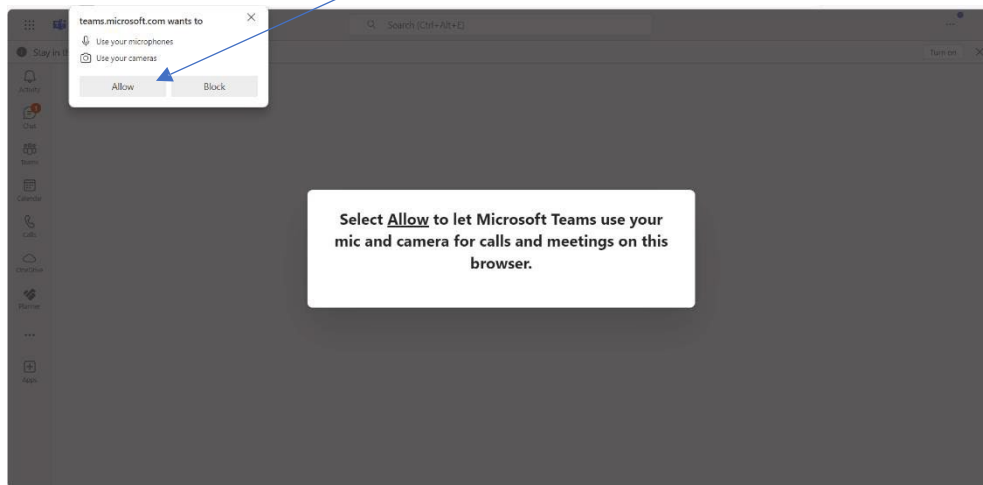 teams.microsoft.com wants to
Use your microphones
Use your cameras
Allow
Block
Search (Ctrl+Alt+E)
Stay in th
Turn on
Activity
Chat
Teams
Calendar
Calls
OneDrive
Planner
Apps
Select Allow to let Microsoft Teams use your
mic and camera for calls and meetings on this
browser.